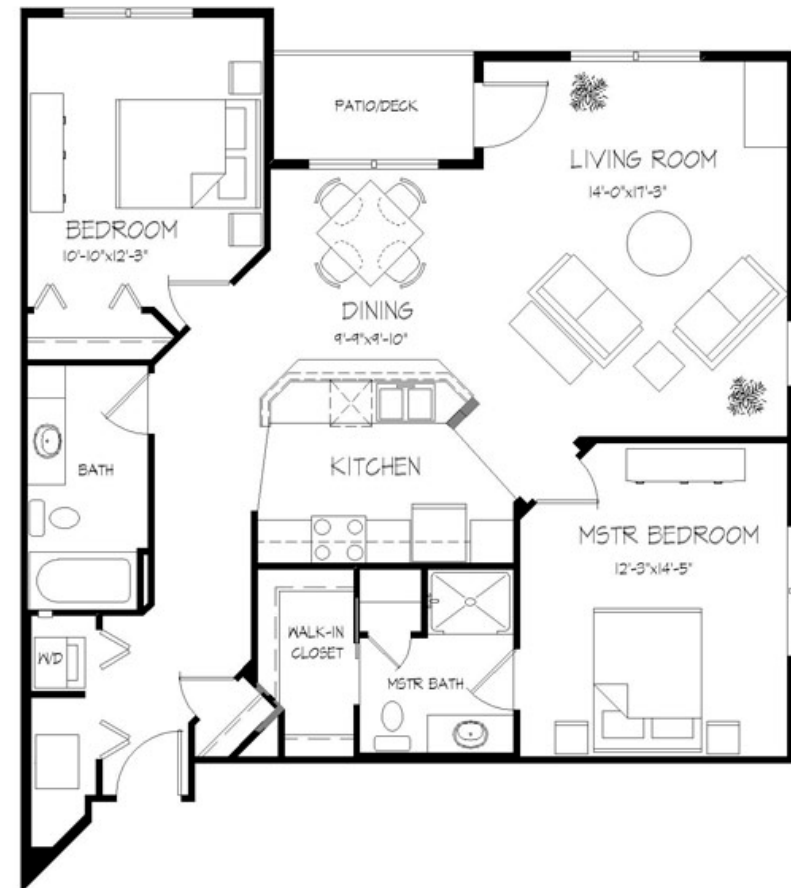 PATIO/DECK
LIVING ROOM
14'-0"x17'-3"
BEDROOM
10'-10"x12'-3"
DINING
9'-9"x9'-10"
KITCHEN
BATH
MSTR BEDROOM
12'-3"x14'-5"
WALK-IN
CLOSET
W/D
MSTR BATH